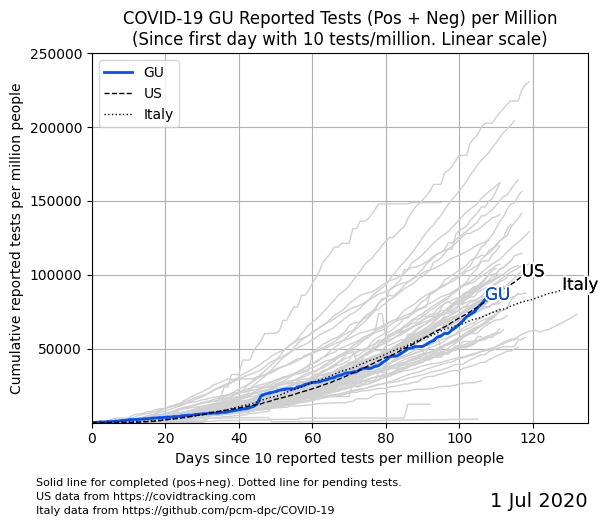 COVID-19 GU Reported Tests (Pos + Neg) per Million
(Since first day with 10 tests/million. Linear scale)
Cumulative reported tests per million people
250000
200000
150000
100000
50000
GU
US
Italy
US
Italy
GU
0
20
40
60
80
100
120
Days since 10 reported tests per million people
Solid line for completed (pos+neg). Dotted line for pending tests.
US data from https://covidtracking.com
Italy data from https://github.com/pcm-dpc/COVID-19
1 Jul 2020